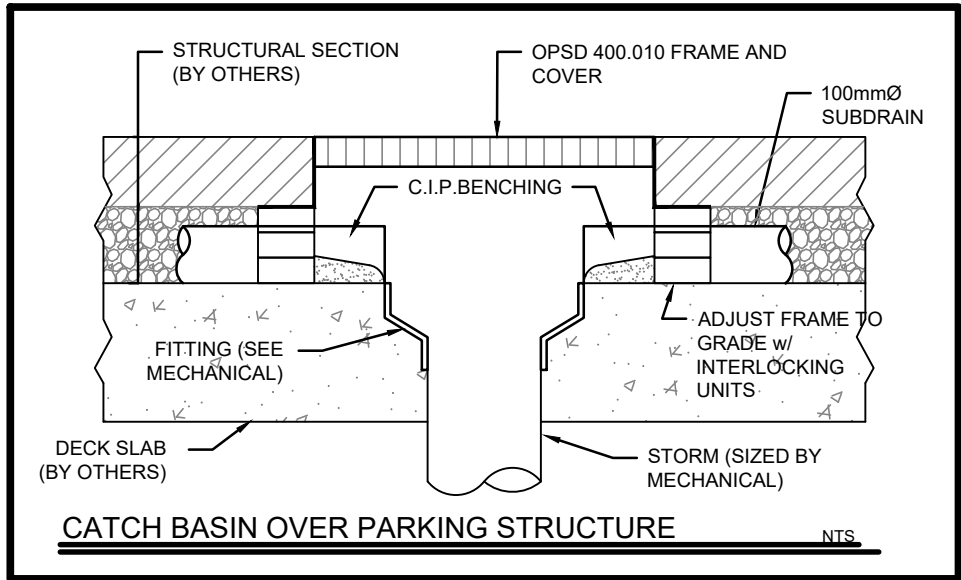 STRUCTURAL SECTION
(BY OTHERS)
OPSD 400.010 FRAME AND
COVER
100mmØ
SUBDRAIN
C.I.P.BENCHING
FITTING (SEE
MECHANICAL)
ADJUST FRAME TO
GRADE w/
INTERLOCKING
UNITS
DECK SLAB
(BY OTHERS)
STORM (SIZED BY
MECHANICAL)
CATCH BASIN OVER PARKING STRUCTURE
NTS